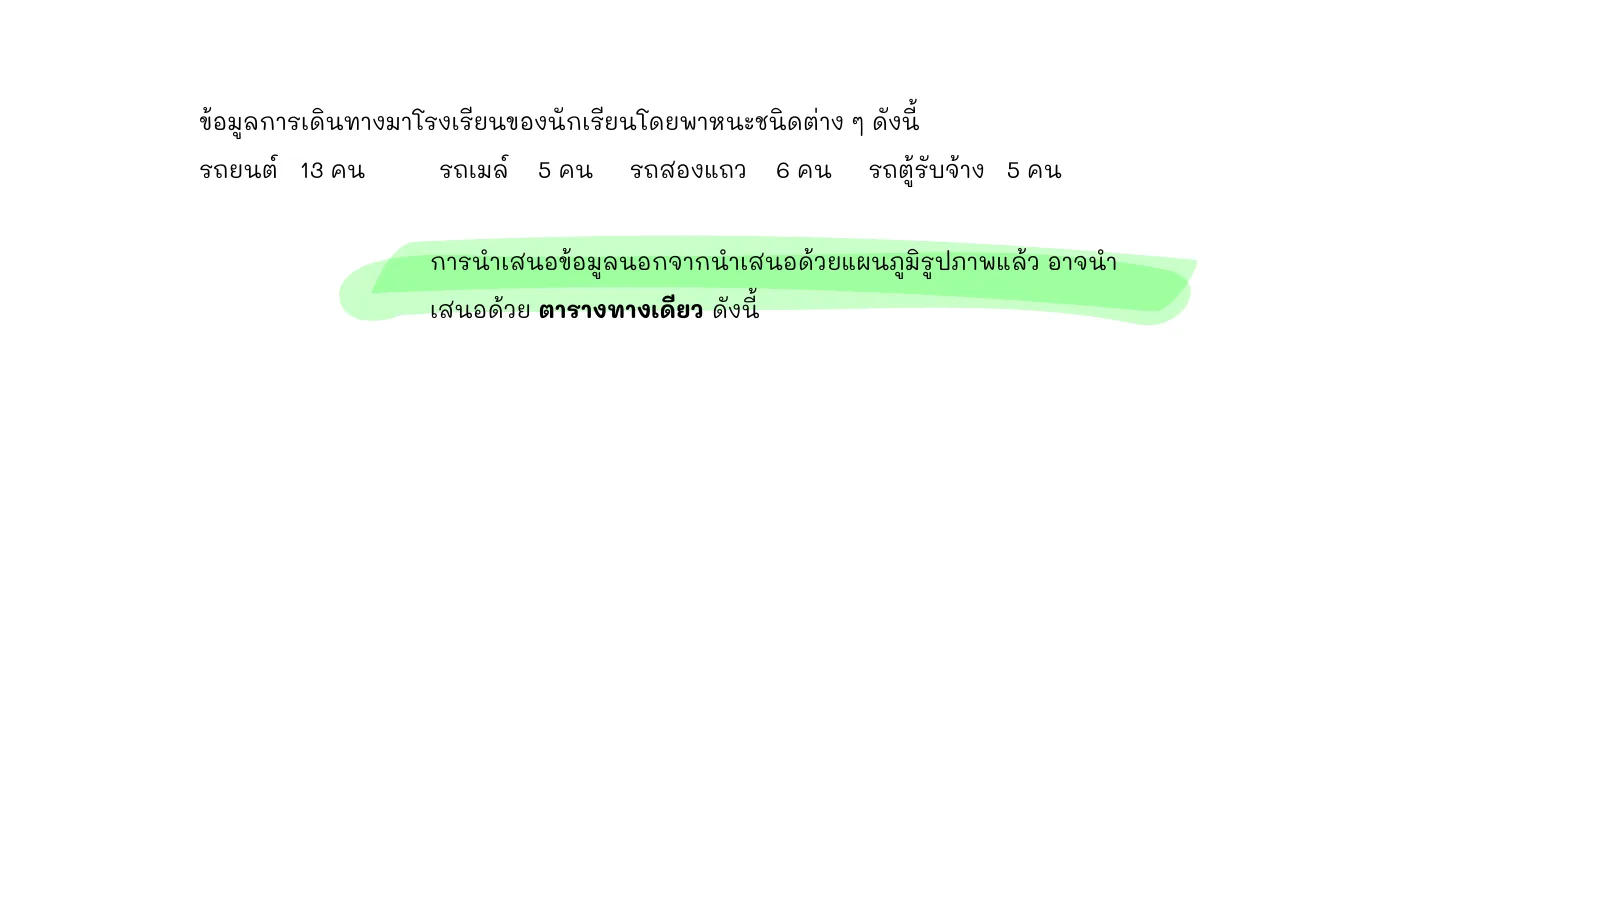 ข้อมูลการเดินทางมาโรงเรียนของนักเรียนโดยพาหนะชนิดต่าง ๆ ดังนี้
รถยนต์ 13 คน รถเมล์ 5 คน รถสองแถว 6 คน รถตู้รับจ้าง 5 คน
การนำเสนอข้อมูลนอกจากนำเสนอด้วยแผนภูมิรูปภาพแล้ว อาจนำ
เสนอด้วย ตารางทางเดียว ดังนี้